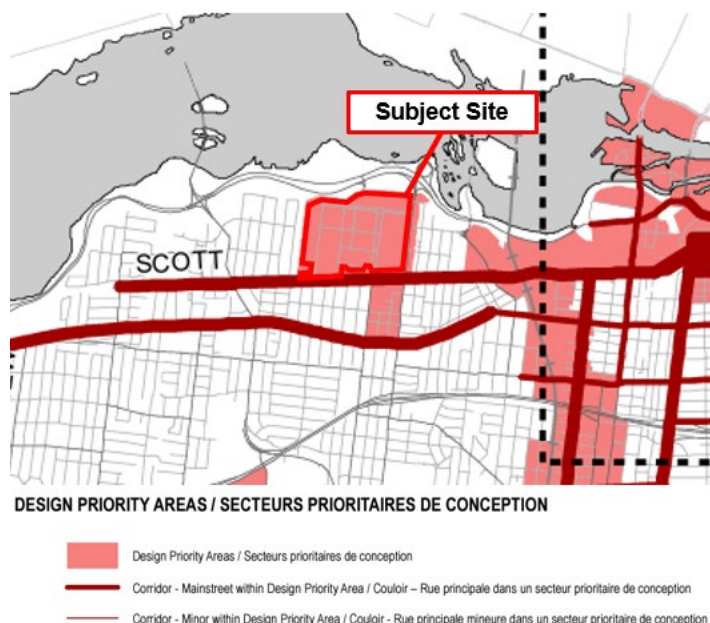 Subject Site
SCOTT
DESIGN PRIORITY AREAS / SECTEURS PRIORITAIRES DE CONCEPTION
Design Priority Areas / Secteurs prioritaires de conception
Corridor - Mainstreet within Design Priority Area / Couloir – Rue principale dans un secteur prioritaire de conception
Corridor - Minor within Design Priority Area / Couloir - Rue principale mineure dans un secteur prioritaire de conception